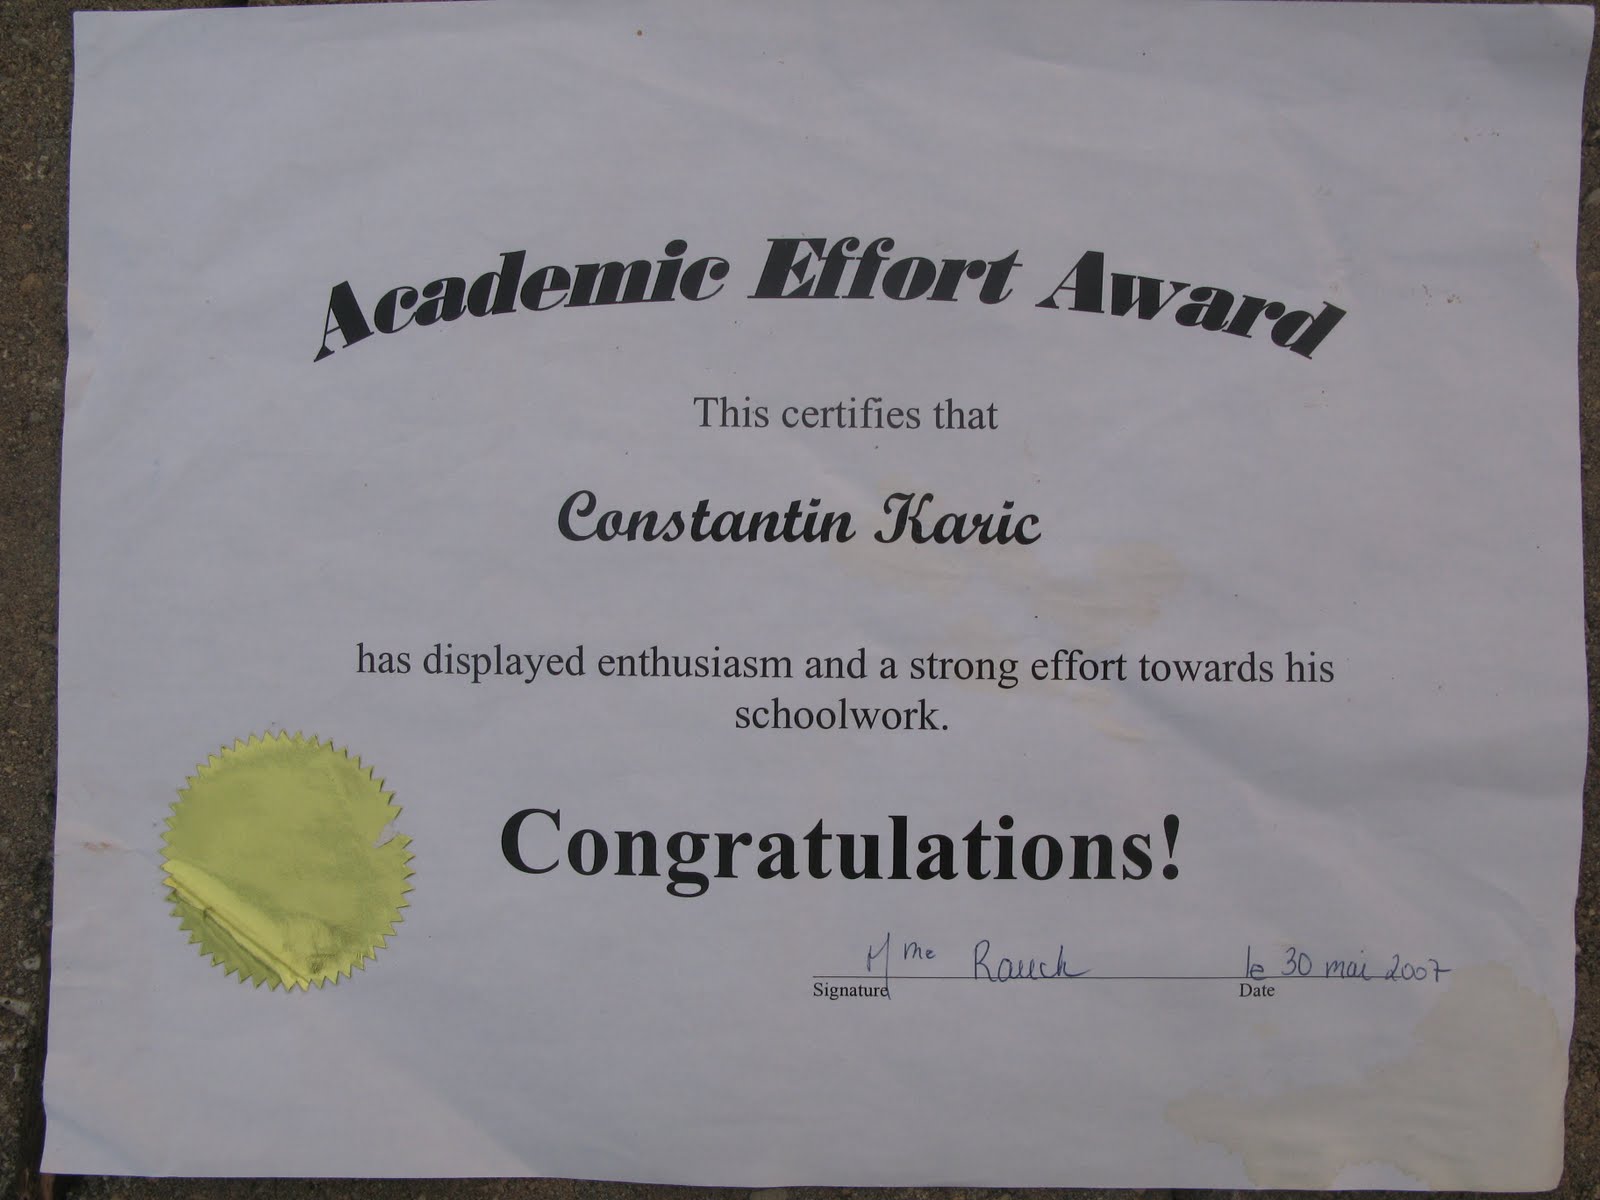 Academic Effort Award
This certifies that
Constantin Karic
has displayed enthusiasm and a strong effort towards his
schoolwork.
Congratulations!
Mme Rauch le 30 mai 2007
Signature Date